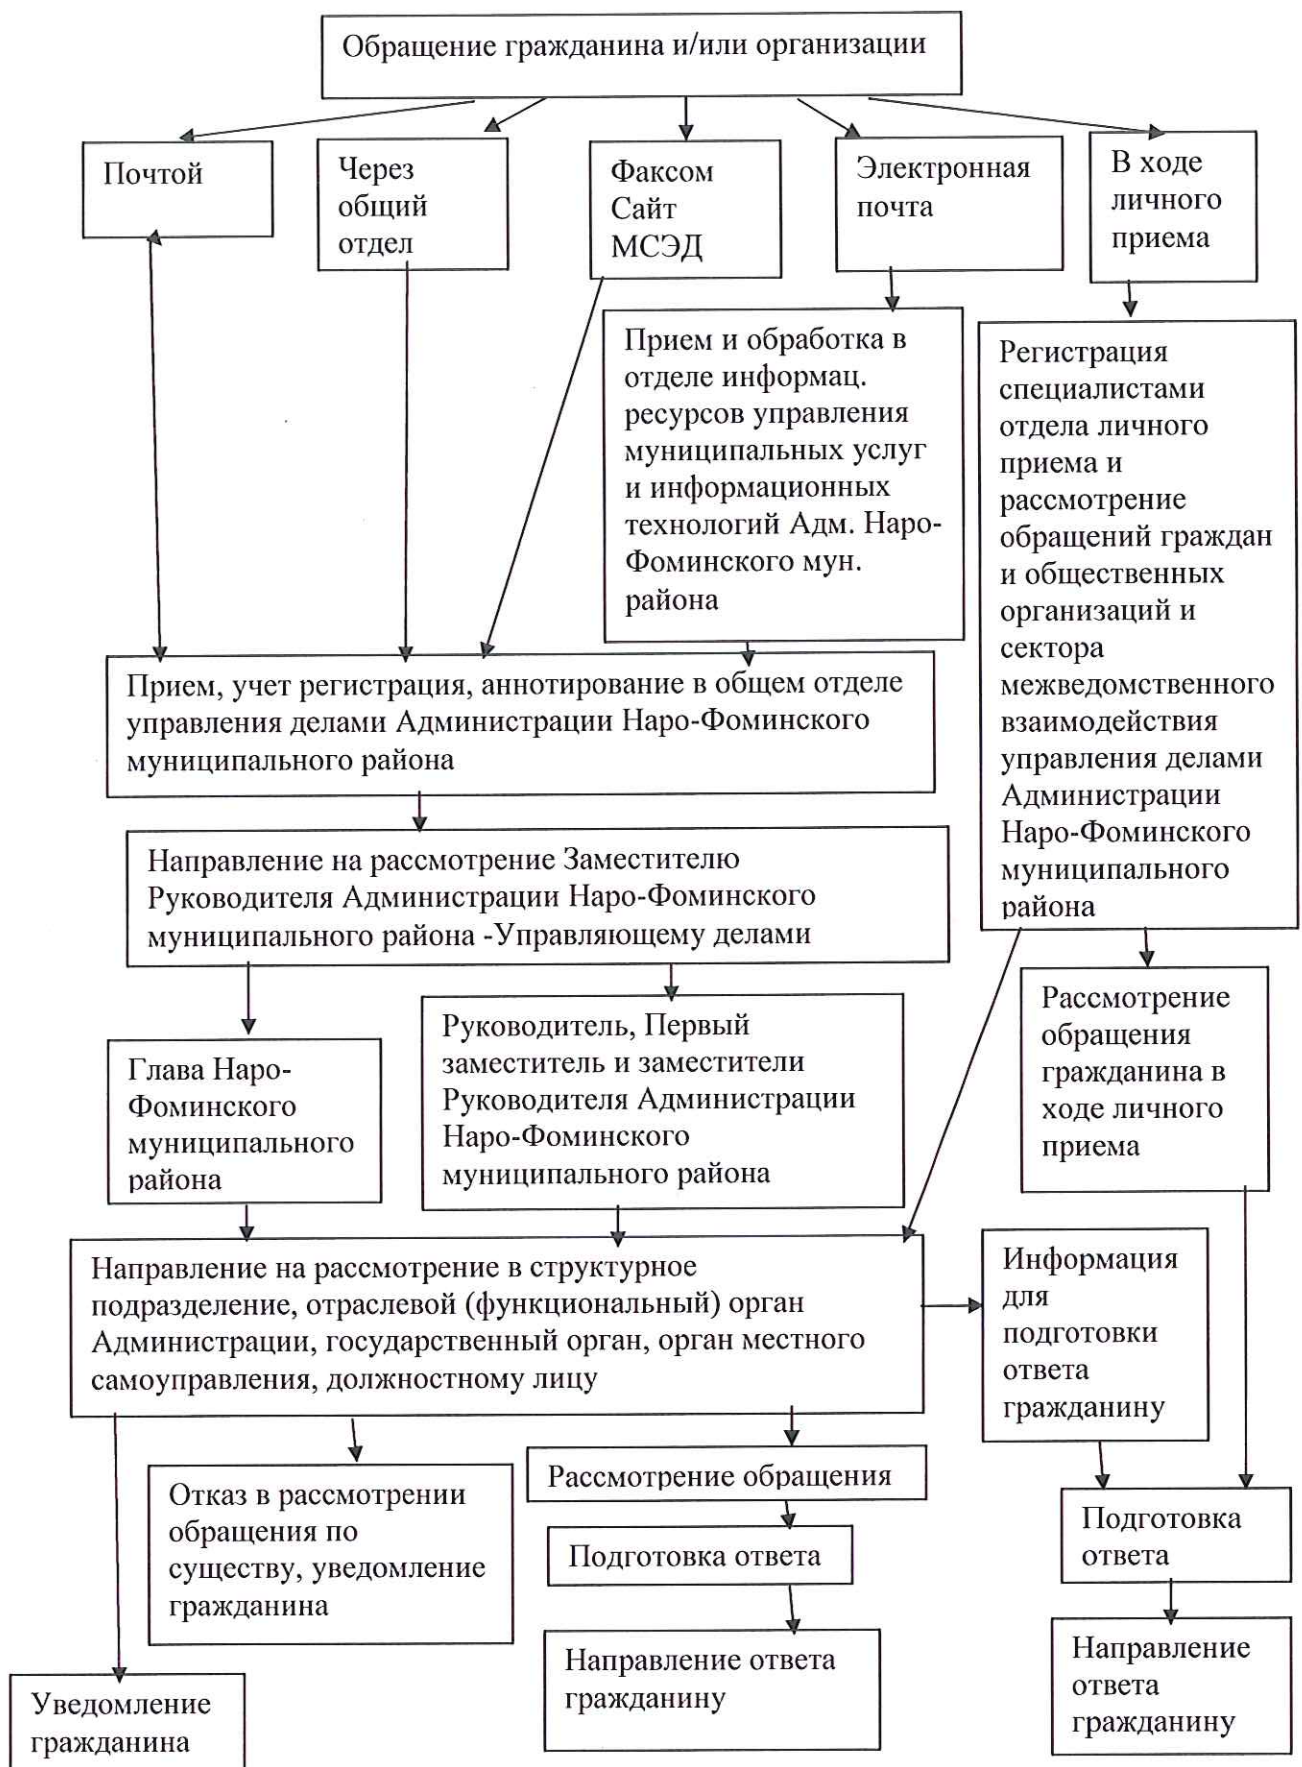 Обращение гражданина и/или организации
Почтой
Через
общий
отдел
Факсом
Сайт
МСЭД
Электронная
почта
В ходе
личного
приема
Прием и обработка в
отделе информац.
ресурсов управления
муниципальных услуг
и информационных
технологий Адм. Наро-
Фоминского мун.
района
Регистрация
специалистами
отдела личного
приема и
рассмотрение
обращений граждан
и общественных
организаций и
сектора
межведомственного
взаимодействия
управления делами
Администрации
Наро-Фоминского
муниципального
района
Прием, учет регистрация, аннотирование в общем отделе
управления делами Администрации Наро-Фоминского
муниципального района
Направление на рассмотрение Заместителю
Руководителя Администрации Наро-Фоминского
муниципального района -Управляющему делами
Глава Наро-
Фоминского
муниципального
района
Руководитель, Первый
заместитель и заместители
Руководителя Администрации
Наро-Фоминского
муниципального района
Рассмотрение
обращения
гражданина в
ходе личного
приема
Направление на рассмотрение в структурное
подразделение, отраслевой (функциональный) орган
Администрации, государственный орган, орган местного
самоуправления, должностному лицу
Информация
для
подготовки
ответа
гражданину
Отказ в рассмотрении
обращения по
существу, уведомление
гражданина
Рассмотрение обращения
Подготовка ответа
Направление ответа
гражданину
Подготовка
ответа
Направление
ответа
гражданину
Уведомление
гражданина